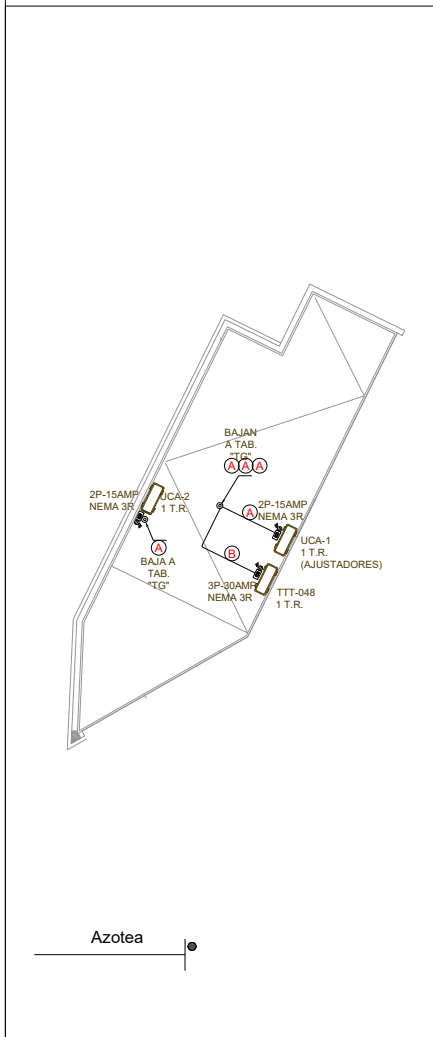 BAJAN
A TAB.
"TG"
A A A
2P-15AMP
NEMA 3R
UCA-2
1 T.R.
A
BAJA A
TAB.
"TG"
2P-15AMP
NEMA 3R
A
UCA-1
1 T.R.
(AJUSTADORES)
B
3P-30AMP
NEMA 3R
TTT-048
1 T.R.
Azotea